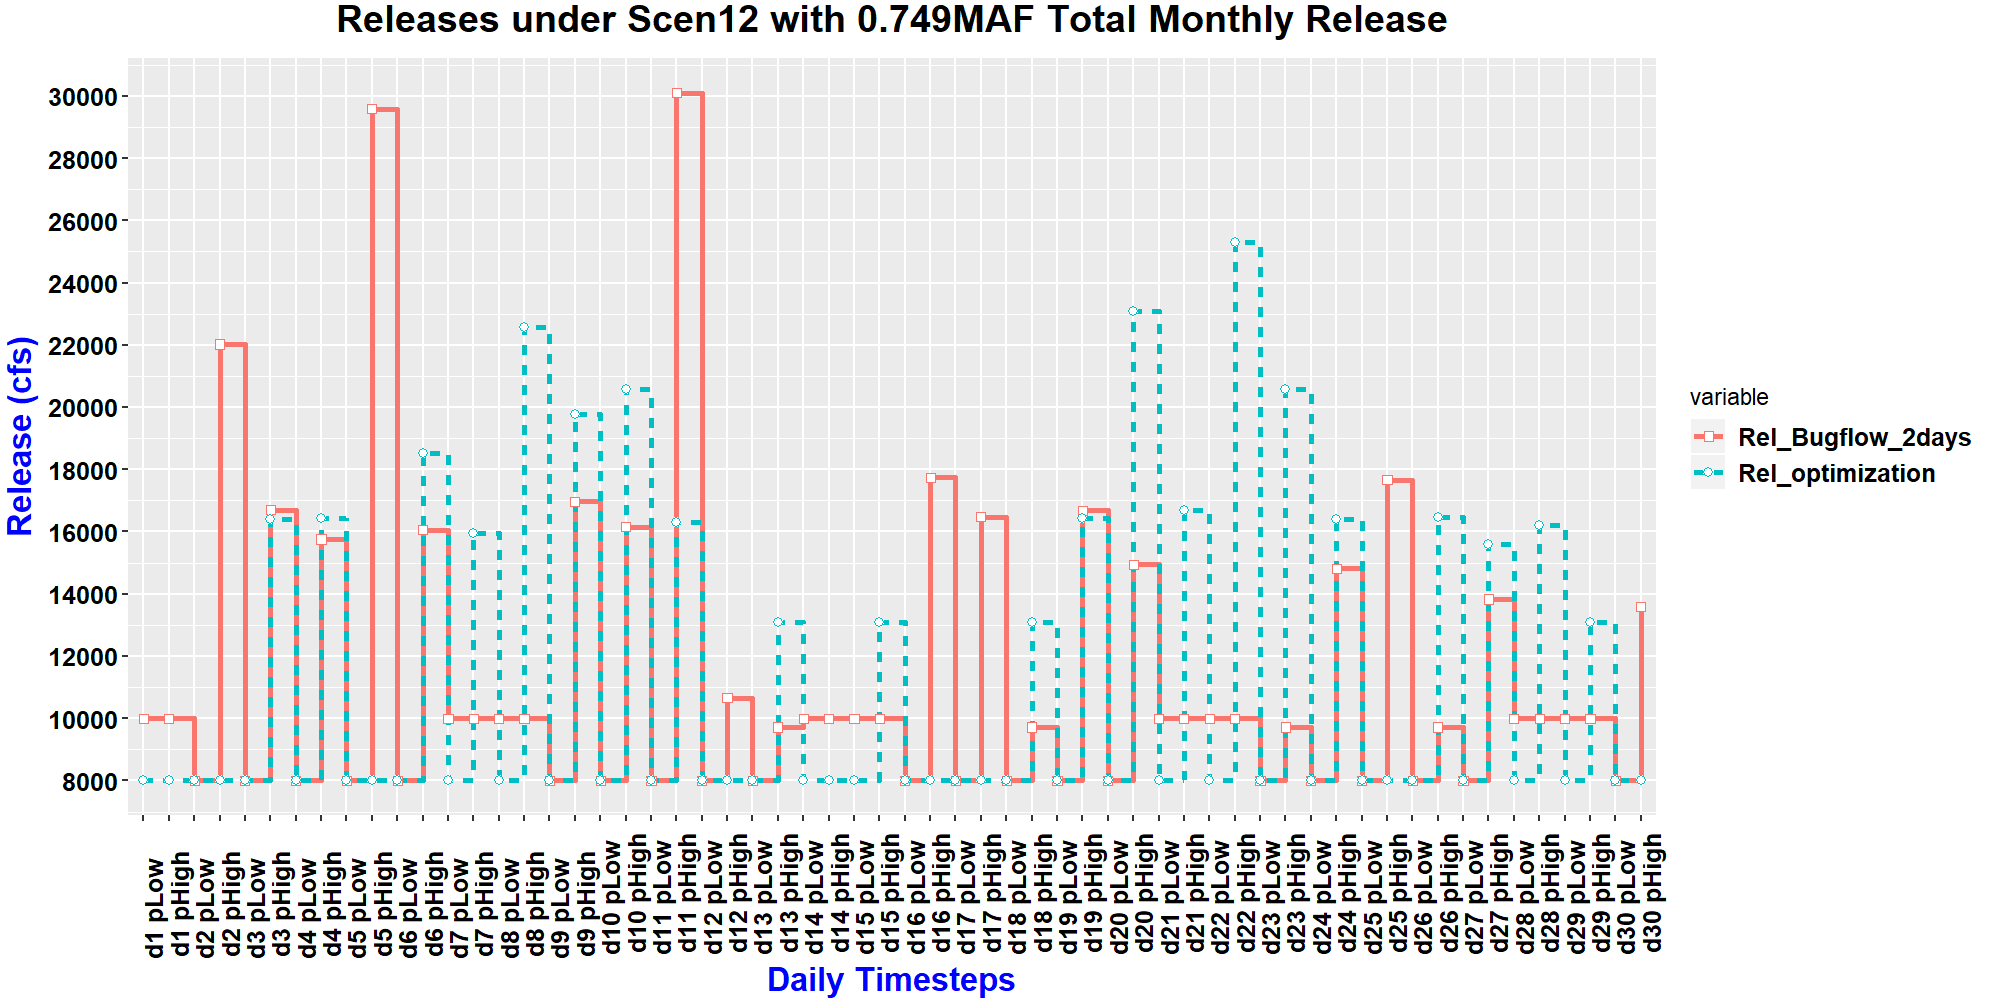 Releases under Scen12 with 0.749MAF Total Monthly Release
Release (cfs)
30000
28000
26000
24000
22000
20000
18000
16000
14000
12000
10000
8000
d1 pLow
d1 pHigh
d2 pLow
d2 pHigh
d3 pLow
d3 pHigh
d4 pLow
d4 pHigh
d5 pLow
d5 pHigh
d6 pLow
d6 pHigh
d7 pLow
d7 pHigh
d8 pLow
d8 pHigh
d9 pLow
d9 pHigh
d10 pLow
d10 pHigh
d11 pLow
d11 pHigh
d12 pLow
d12 pHigh
d13 pLow
d13 pHigh
d14 pLow
d14 pHigh
d15 pLow
d15 pHigh
d16 pLow
d16 pHigh
d17 pLow
d17 pHigh
d18 pLow
d18 pHigh
d19 pLow
d19 pHigh
d20 pLow
d20 pHigh
d21 pLow
d21 pHigh
d22 pLow
d22 pHigh
d23 pLow
d23 pHigh
d24 pLow
d24 pHigh
d25 pLow
d25 pHigh
d26 pLow
d26 pHigh
d27 pLow
d27 pHigh
d28 pLow
d28 pHigh
d29 pLow
d29 pHigh
d30 pLow
d30 pHigh
Daily Timesteps
variable
Rel_Bugflow_2days
Rel_optimization